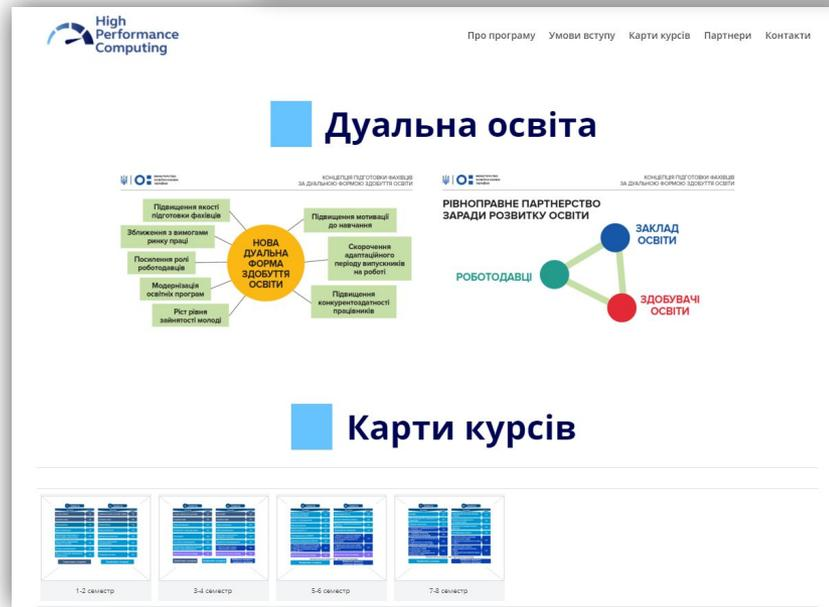 High
Performance
Computing
Про програму Умови вступу Карти курсів Партнери Контакти
Дуальна освіта
КОНЦЕПЦІЯ ПІДГОТОВКИ ФАХІВЦІВ
ЗА ДУАЛЬНОЮ ФОРМОЮ ЗДОБУТТЯ ОСВІТИ
Підвищення якості
підготовки фахівців
Зближення з вимогами
ринку праці
Посилення ролі
роботодавців
Модернізація
освітніх програм
Ріст рівня
зайнятості молоді
НОВА
ДУАЛЬНА
ФОРМА
ЗДОБУТТЯ
ОСВІТИ
Підвищення мотивації
до навчання
Скорочення
адаптаційного
періоду випускників
на роботі
Підвищення
конкурентоздатності
працівників
КОНЦЕПЦІЯ ПІДГОТОВКИ ФАХІВЦІВ
ЗА ДУАЛЬНОЮ ФОРМОЮ ЗДОБУТТЯ ОСВІТИ
РІВНОПРАВНЕ ПАРТНЕРСТВО
ЗАРАДИ РОЗВИТКУ ОСВІТИ
ЗАКЛАД
ОСВІТИ
РОБОТОДАВЦІ
ЗДОБУВАЧІ
ОСВІТИ
Карти курсів
1-2 семестр
3-4 семестр
5-6 семестр
7-8 семестр